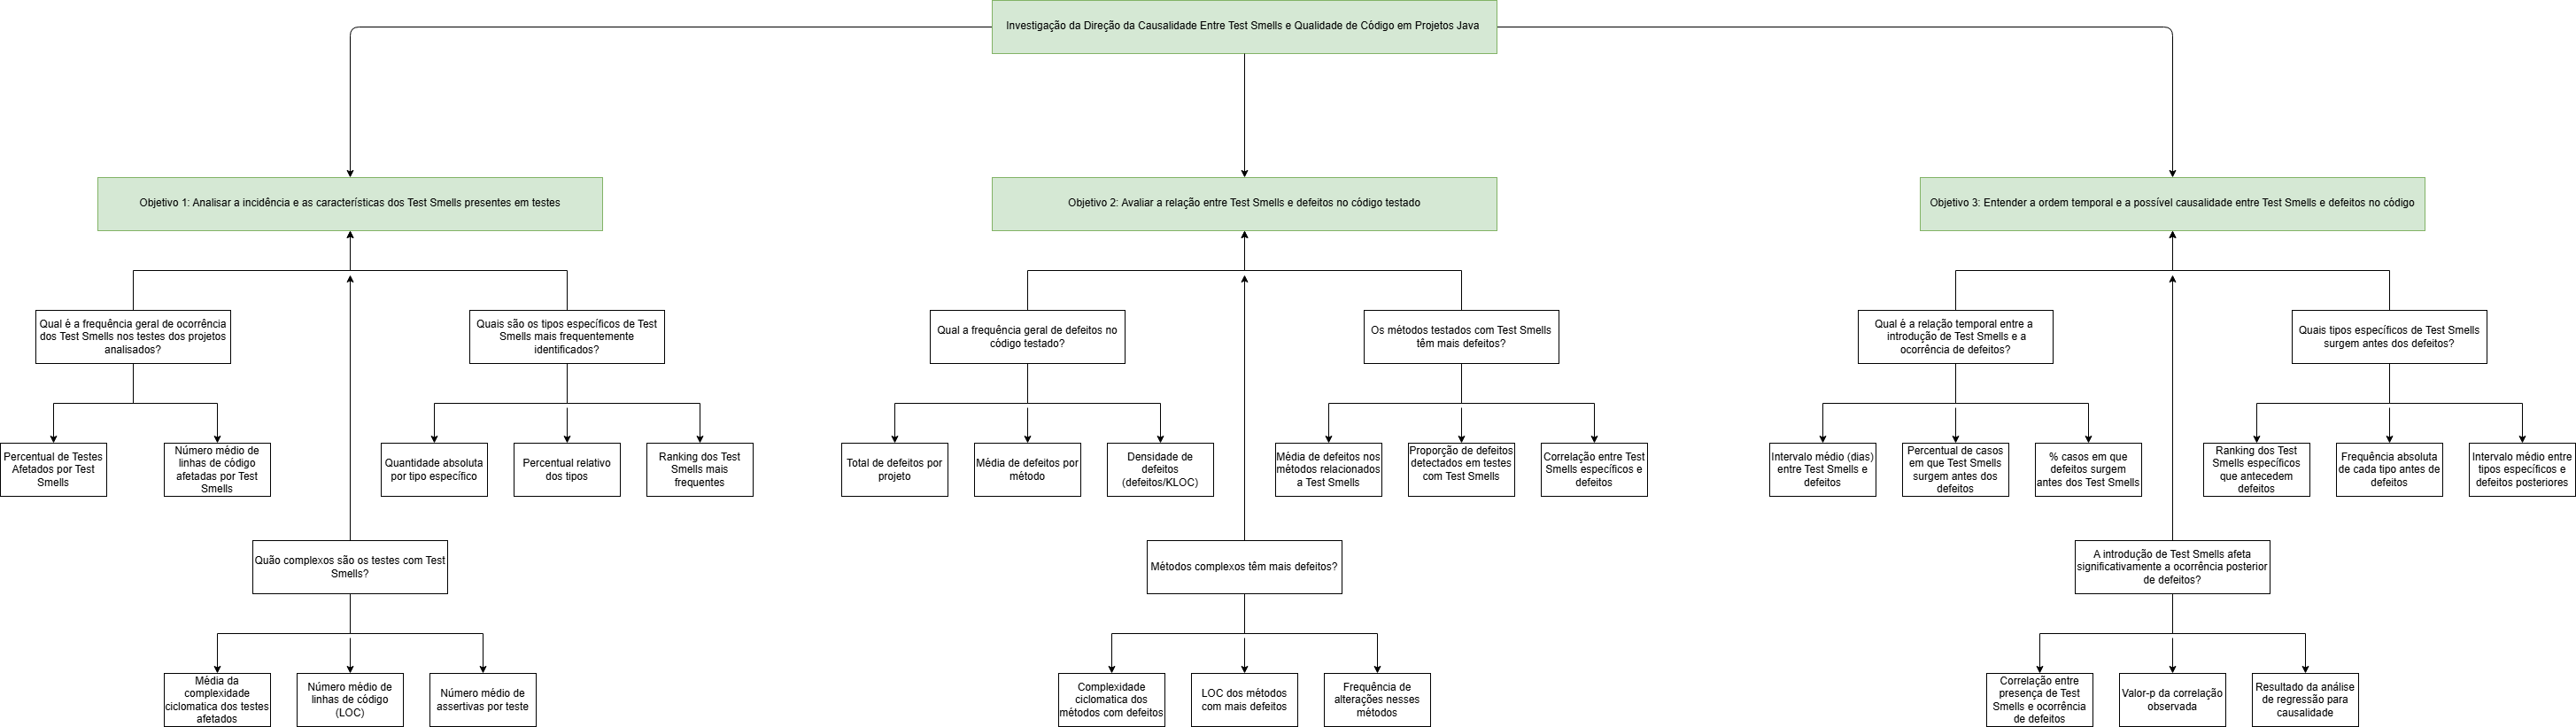 Investigação da Direção da Causalidade Entre Test Smells e Qualidade de Código em Projetos Java
Objetivo 1: Analisar a incidência e as características dos Test Smells presentes em testes
Objetivo 2: Avaliar a relação entre Test Smells e defeitos no código testado
Objetivo 3: Entender a ordem temporal e a possível causalidade entre Test Smells e defeitos no código
Qual é a frequência geral de ocorrência
dos Test Smells nos testes dos projetos
analisados?
Quais são os tipos específicos de Test
Smells mais frequentemente
identificados?
Qual a frequência geral de defeitos no
código testado?
Os métodos testados com Test Smells
têm mais defeitos?
Qual é a relação temporal entre a
introdução de Test Smells e a
ocorrência de defeitos?
Quais tipos específicos de Test Smells
surgem antes dos defeitos?
Percentual de Testes
Afetados por Test
Smells
Número médio de
linhas de código
afetadas por Test
Smells
Quantidade absoluta
por tipo específico
Percentual relativo
dos tipos
Ranking dos Test
Smells mais
frequentes
Total de defeitos por
projeto
Média de defeitos por
método
Densidade de
defeitos
(defeitos/KLOC)
Média de defeitos nos
métodos relacionados
a Test Smells
Proporção de defeitos
detectados em testes
com Test Smells
Correlação entre Test
Smells específicos e
defeitos
Intervalo médio (dias)
entre Test Smells e
defeitos
Percentual de casos
em que Test Smells
surgem antes dos
defeitos
% casos em que
defeitos surgem
antes dos Test Smells
Ranking dos Test
Smells específicos
que antecedem
defeitos
Frequência absoluta
de cada tipo antes de
defeitos
Intervalo médio entre
tipos específicos e
defeitos posteriores
Quão complexos são os testes com Test
Smells?
Métodos complexos têm mais defeitos?
A introdução de Test Smells afeta
significativamente a ocorrência posterior
de defeitos?
Média da
complexidade
ciclomatica dos testes
afetados
Número médio de
linhas de código
(LOC)
Número médio de
assertivas por teste
Complexidade
ciclomatica dos
métodos com defeitos
LOC dos métodos
com mais defeitos
Frequência de
alterações nesses
métodos
Correlação entre
presença de Test
Smells e ocorrência
de defeitos
Valor-p da correlação
observada
Resultado da análise
de regressão para
causalidade